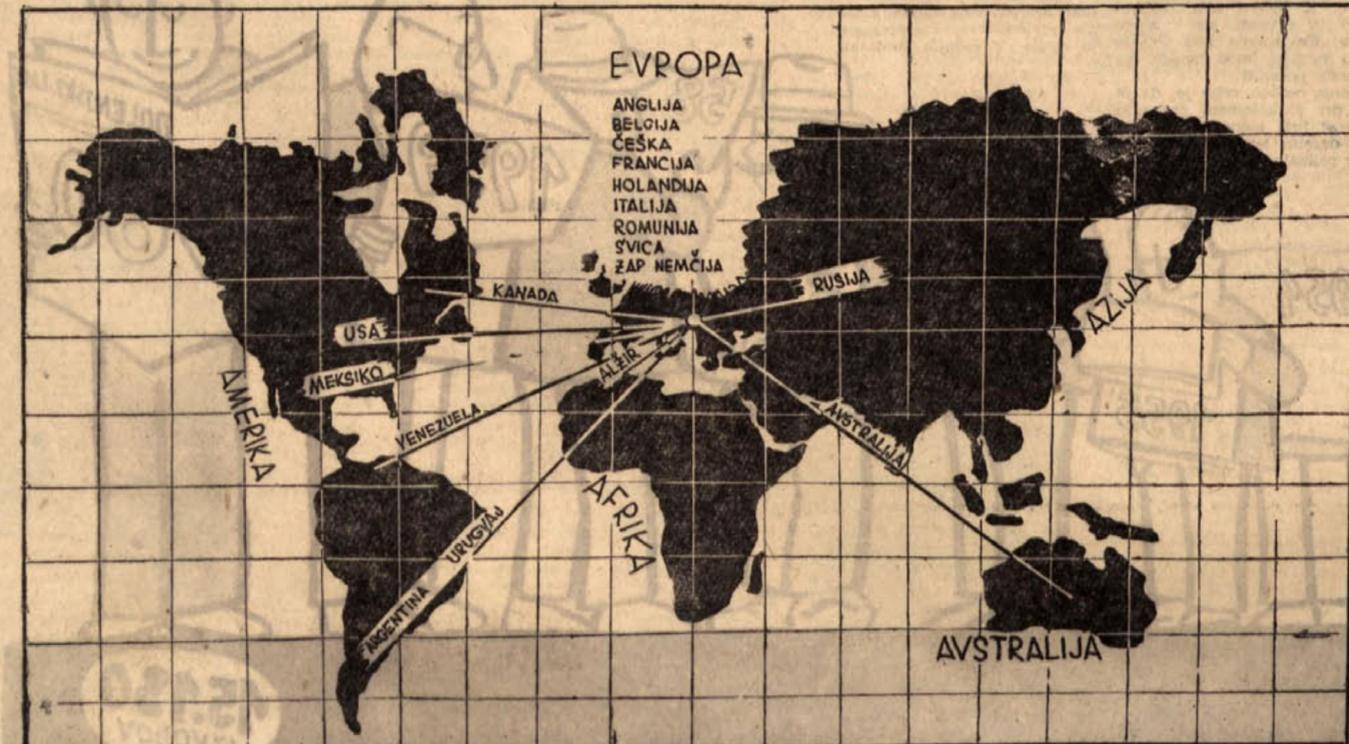 EVROPA
ANGLIJA
BELGIJA
ČEŠKA
FRANCIJA
HOLANDIJA
ITALIJA
ROMUNIJA
ŠVICA
ZAP NEMČIJA
KANADA
RUSIJA
USA
ALŽIR
AZIJA
MEKSIKO
AMERIKA
VENEZUELA
AVSTRALIJA
AFRIKA
URUGVAJ
ARGENTINA
AVSTRALIJA